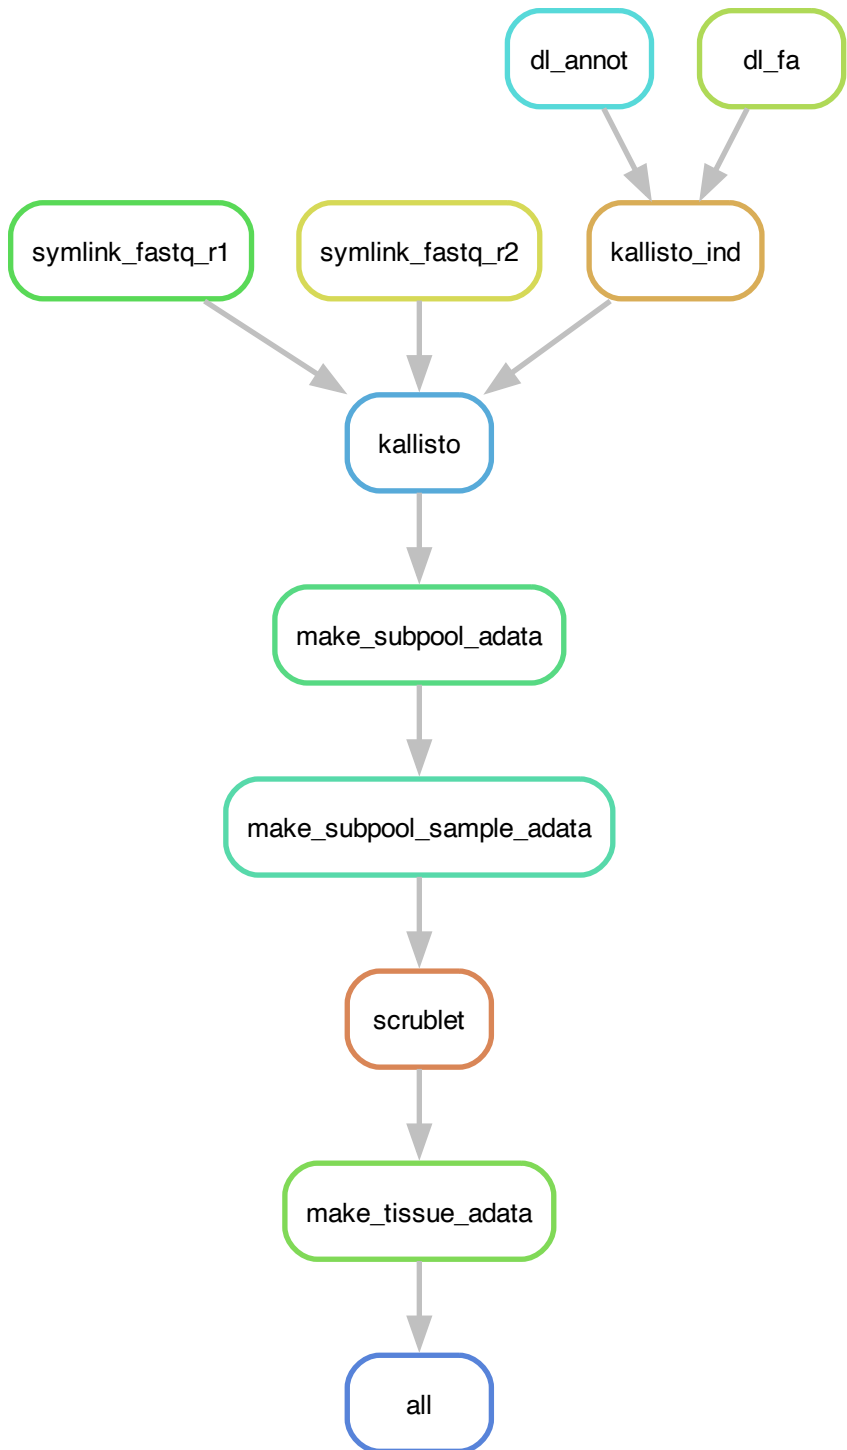 dl_annot
dl_fa
symlink_fastq_r1
symlink_fastq_r2
kallisto_ind
kallisto
make_subpool_adata
make_subpool_sample_adata
scrublet
make_tissue_adata
all